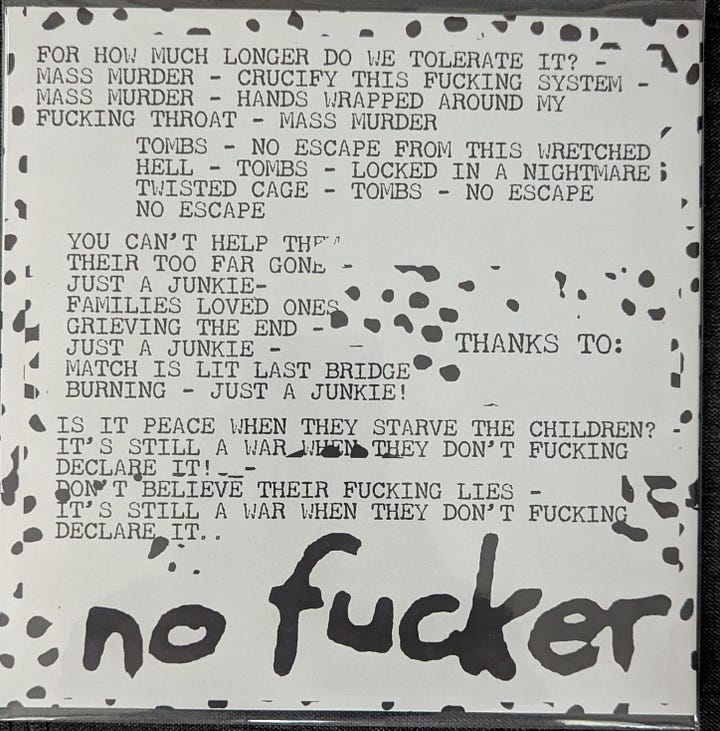 FOR HOW MUCH LONGER DO WE TOLERATE IT? -
MASS MURDER - CRUCIFY THIS FUCKING SYSTEM -
MASS MURDER - HANDS WRAPPED AROUND MY
FUCKING THROAT - MASS MURDER
TOMBS - NO ESCAPE FROM THIS WRETCHED
HELL - TOMBS - LOCKED IN A NIGHTMARE
TWISTED CAGE - TOMBS - NO ESCAPE
NO ESCAPE
YOU CAN'T HELP
THEIR TOO FAR GONE -
JUST A JUNKIE-
FAMILIES LOVED ONES
GRIEVING THE END -
JUST A JUNKIE -
THANKS TO:
MATCH IS LIT LAST BRIDGE
BURNING - JUST A JUNKIE!
IS IT PEACE WHEN THEY STARVE THE CHILDREN? -
IT'S STILL A WAR WHEN THEY DON'T FUCKING
DECLARE IT! -
DON'T BELIEVE THEIR FUCKING LIES -
IT'S STILL A WAR WHEN THEY DON'T FUCKING
DECLARE IT..
no fucker